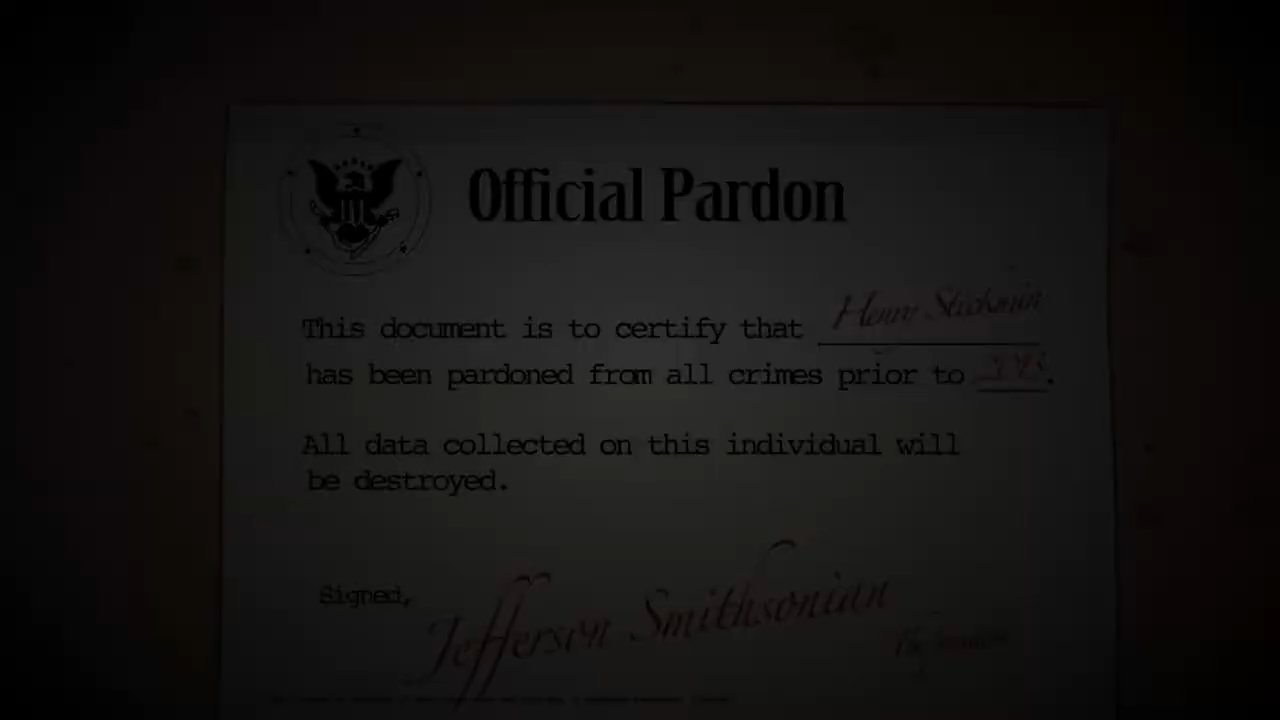 Official Pardon
This document is to certify that Henry Stickmin
has been pardoned from all crimes prior to
All data collected on this individual will
be destroyed.
Signed,
Jefferson Smithsonian